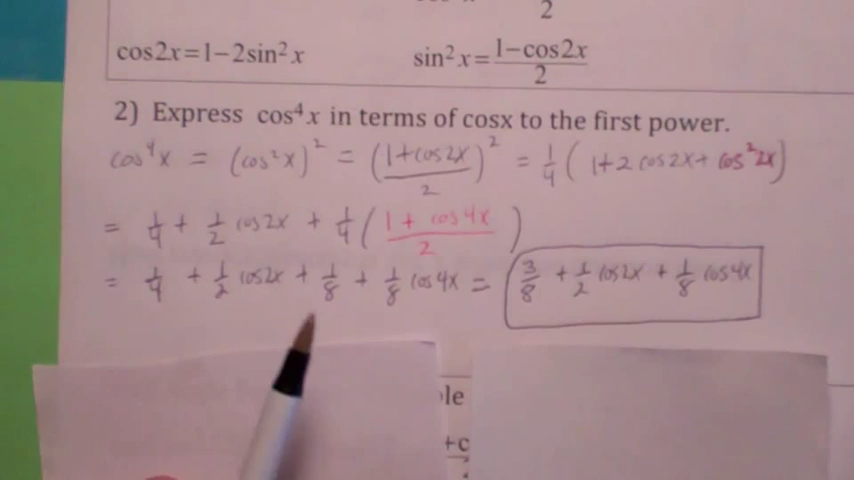 2
cos2x=1−2sin²x sin²x=1−cos2x/2
2) Express cos⁴x in terms of cosx to the first power.
cos⁴x = (cos²x)² = (1+cos2x/2)² = 1/4 (1+2cos2x+cos²2x)
= 1/4 + 1/2 cos2x + 1/4 (1+cos4x/2)
= 1/4 + 1/2 cos2x + 1/8 + 1/8 cos4x = 3/8 + 1/2 cos2x + 1/8 cos4x
le
+c